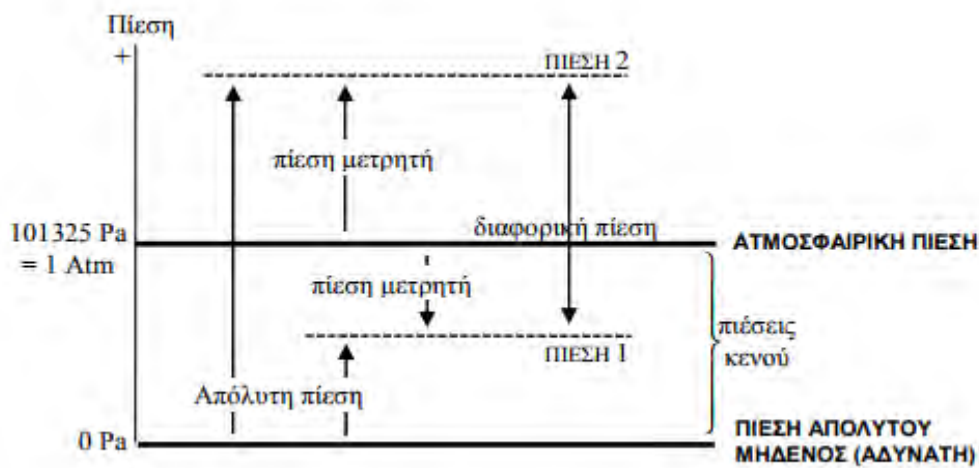 Πίεση
+
ΠΙΕΣΗ 2
πίεση μετρητή
διαφορική πίεση
101325 Pa
= 1 Atm
ΑΤΜΟΣΦΑΙΡΙΚΗ ΠΙΕΣΗ
πίεση μετρητή
πιέσεις
κενού
ΠΙΕΣΗ 1
Απόλυτη πίεση
0 Pa
ΠΙΕΣΗ ΑΠΟΛΥΤΟΥ
ΜΗΔΕΝΟΣ (ΑΔΥΝΑΤΗ)